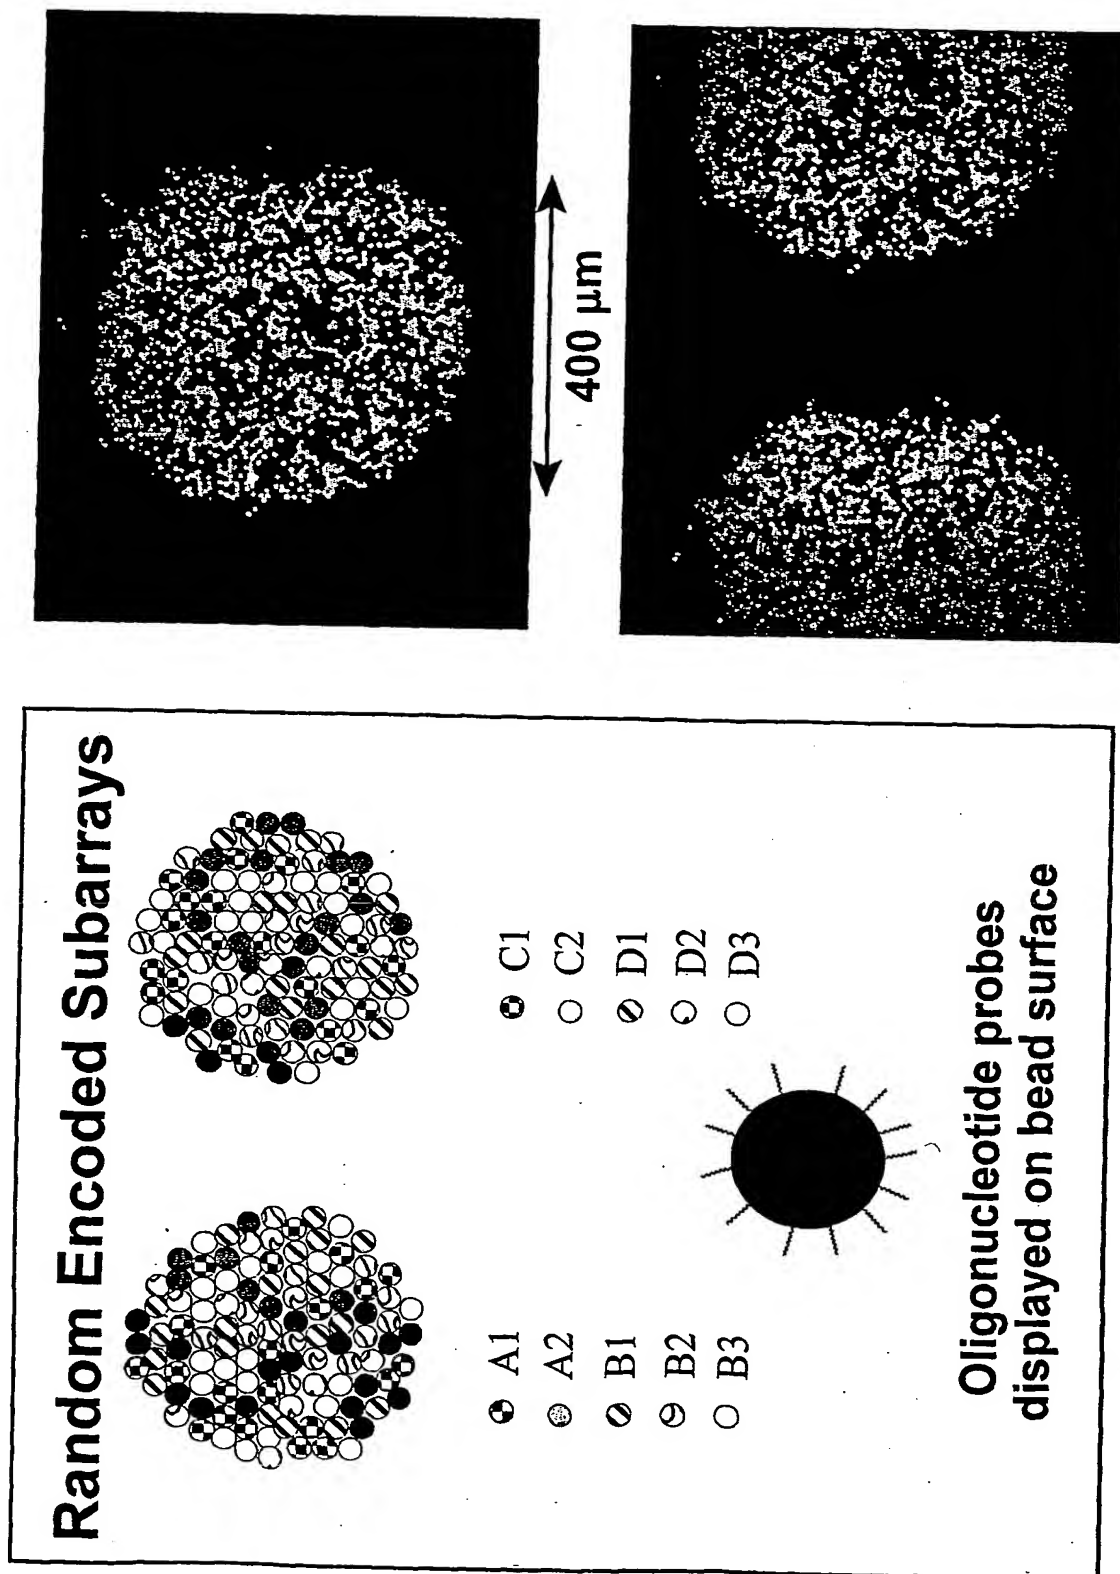 Random Encoded Subarrays
A1
A2
B1
B2
B3
C1
C2
D1
D2
D3
Oligonucleotide probes
displayed on bead surface
400 μm